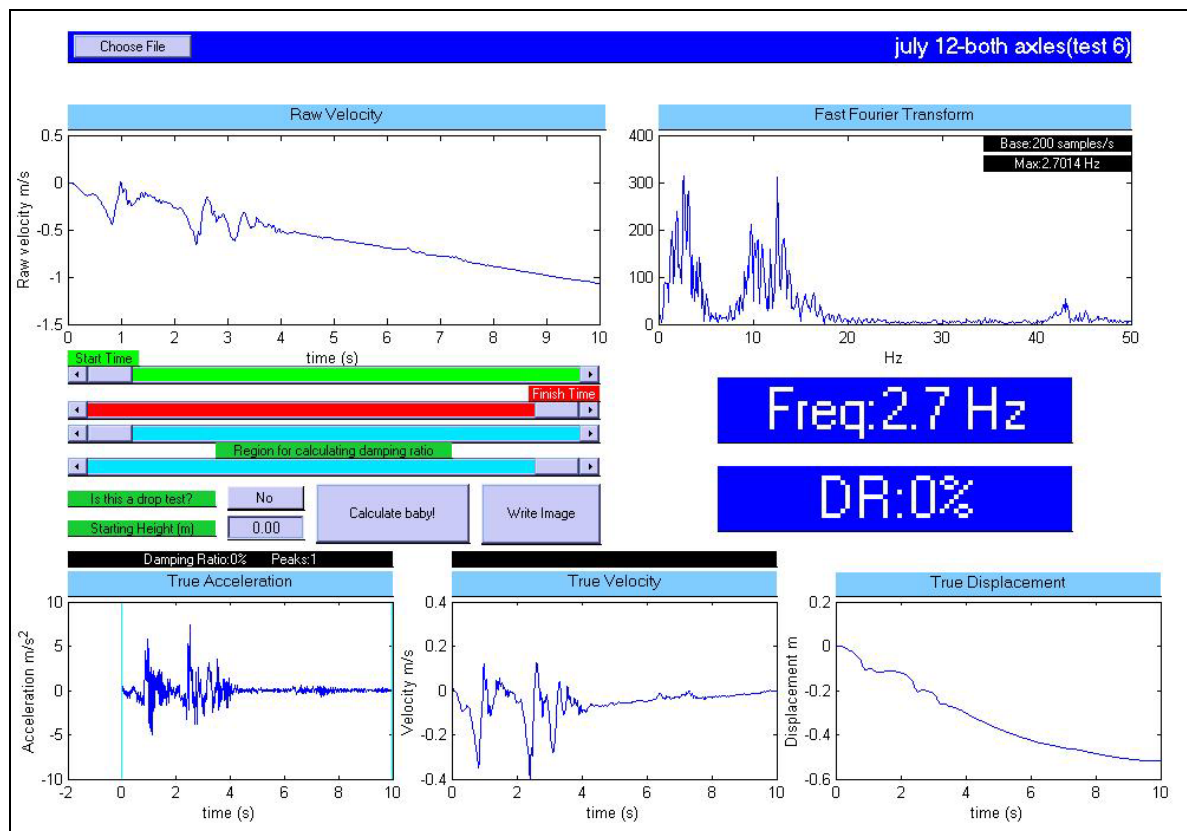 Choose File
july 12-both axles(test 6)
Raw Velocity
0.5
0
-0.5
-1
-1.5
Raw velocity m/s
0 1 2 3 4 5 6 7 8 9 10
time (s)
Fast Fourier Transform
Base:200 samples/s
Max:2.7014 Hz
400
300
200
100
0
0 10 20 30 40 50
Hz
Start Time
Finish Time
Region for calculating damping ratio
Is this a drop test?
No
Starting Height (m)
0.00
Calculate baby!
Write Image
Freq:2.7 Hz
DR:0%
Damping Ratio:0% Peaks:1
True Acceleration
10
5
0
-5
-10
Acceleration m/s²
-2 0 2 4 6 8 10
time (s)
True Velocity
0.4
0.2
0
-0.2
-0.4
Velocity m/s
0 2 4 6 8 10
time (s)
True Displacement
0.2
0
-0.2
-0.4
-0.6
Displacement m
0 2 4 6 8 10
time (s)